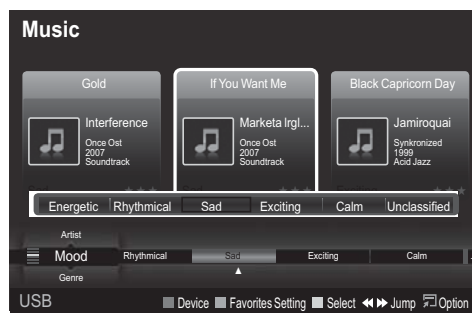 Music
Gold
If You Want Me
Black Capricorn Day
Interference
Once Ost
2007
Soundtrack
Marketa Irgl...
Once Ost
2007
Soundtrack
Jamiroquai
Synkronized
1999
Acid Jazz
Energetic Rhythmical Sad Exciting Calm Unclassified
Artist
Mood Rhythmical Sad Exciting Calm
Genre
USB Device Favorites Setting Select Jump Option